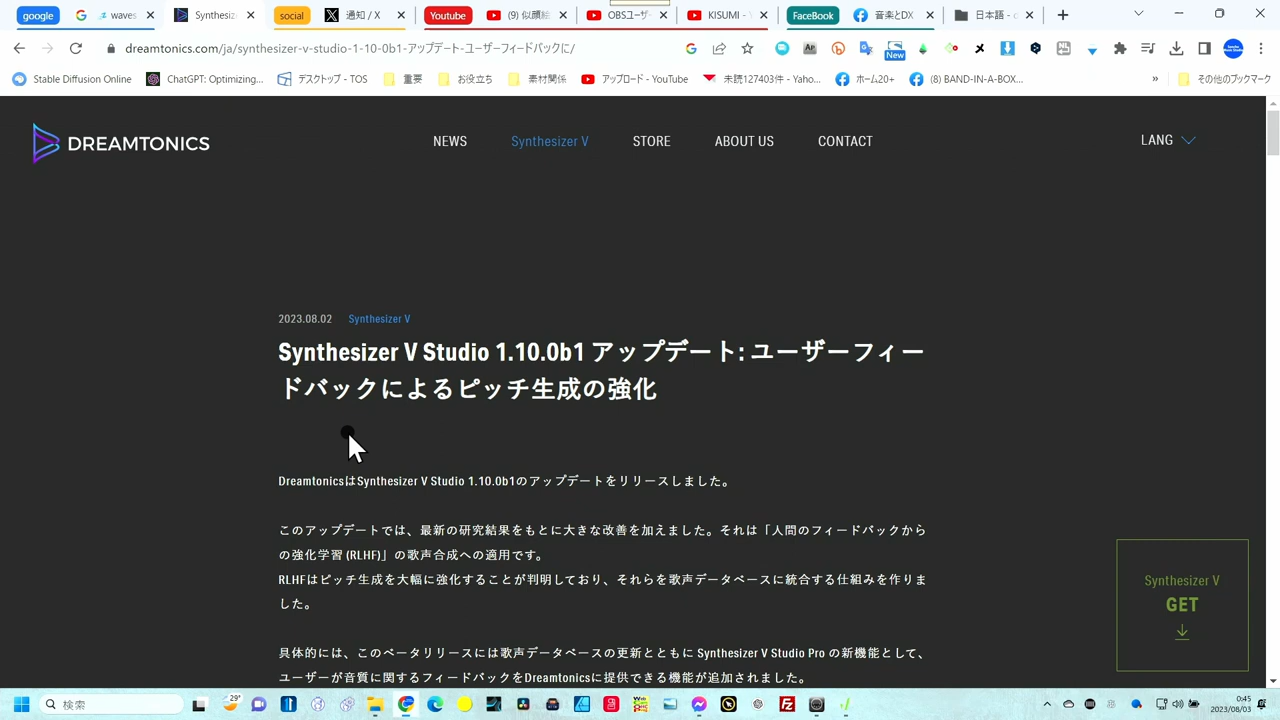 google
waves
Synthesiz
social
通知 / X
Youtube
(9) 似顔絵
OBSユーザ
KISUMI - Y
FaceBook
音楽とDX
日本語 - c
dreamtonics.com/ja/synthesizer-v-studio-1-10-0b1-アップデート-ユーザーフィードバックに/
New
Stable Diffusion Online
ChatGPT: Optimizing...
デスクトップ - TOS
重要
お役立ち
素材関係
アップロード - YouTube
未読127403件 - Yaho...
ホーム20+
(8) BAND-IN-A-BOX...
»
その他のブックマーク
DREAMTONICS
NEWS
Synthesizer V
STORE
ABOUT US
CONTACT
LANG
2023.08.02 Synthesizer V
Synthesizer V Studio 1.10.0b1 アップデート: ユーザーフィー
ドバックによるピッチ生成の強化
DreamtonicsはSynthesizer V Studio 1.10.0b1のアップデートをリリースしました。
このアップデートでは、最新の研究結果をもとに大きな改善を加えました。それは「人間のフィードバックから
の強化学習 (RLHF)」の歌声合成への適用です。
RLHFはピッチ生成を大幅に強化することが判明しており、それらを歌声データベースに統合する仕組みを作りま
した。
具体的には、このベータリリースには歌声データベースの更新とともに Synthesizer V Studio Pro の新機能として、
ユーザーが音質に関するフィードバックをDreamtonicsに提供できる機能が追加されました。
Synthesizer V
GET
検索
29°
0:45
2023/08/03